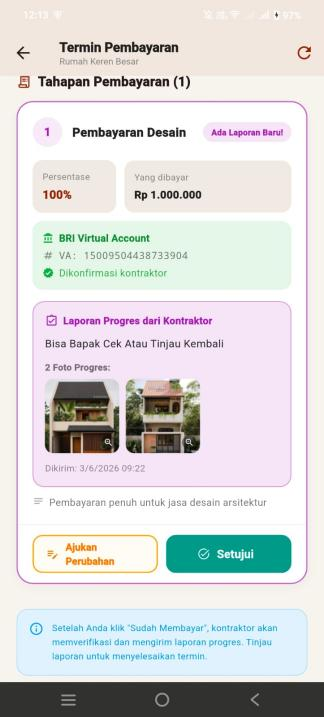 12:13
97%
Termin Pembayaran
Rumah Keren Besar
Tahapan Pembayaran (1)
1
Pembayaran Desain
Ada Laporan Baru!
Persentase
100%
Yang dibayar
Rp 1.000.000
BRI Virtual Account
# VA: 15009504438733904
Dikonfirmasi kontraktor
Laporan Progres dari Kontraktor
Bisa Bapak Cek Atau Tinjau Kembali
2 Foto Progres:
Dikirim: 3/6/2026 09:22
Pembayaran penuh untuk jasa desain arsitektur
Ajukan
Perubahan
Setujui
Setelah Anda klik "Sudah Membayar", kontraktor akan
memverifikasi dan mengirim laporan progres. Tinjau
laporan untuk menyelesaikan termin.